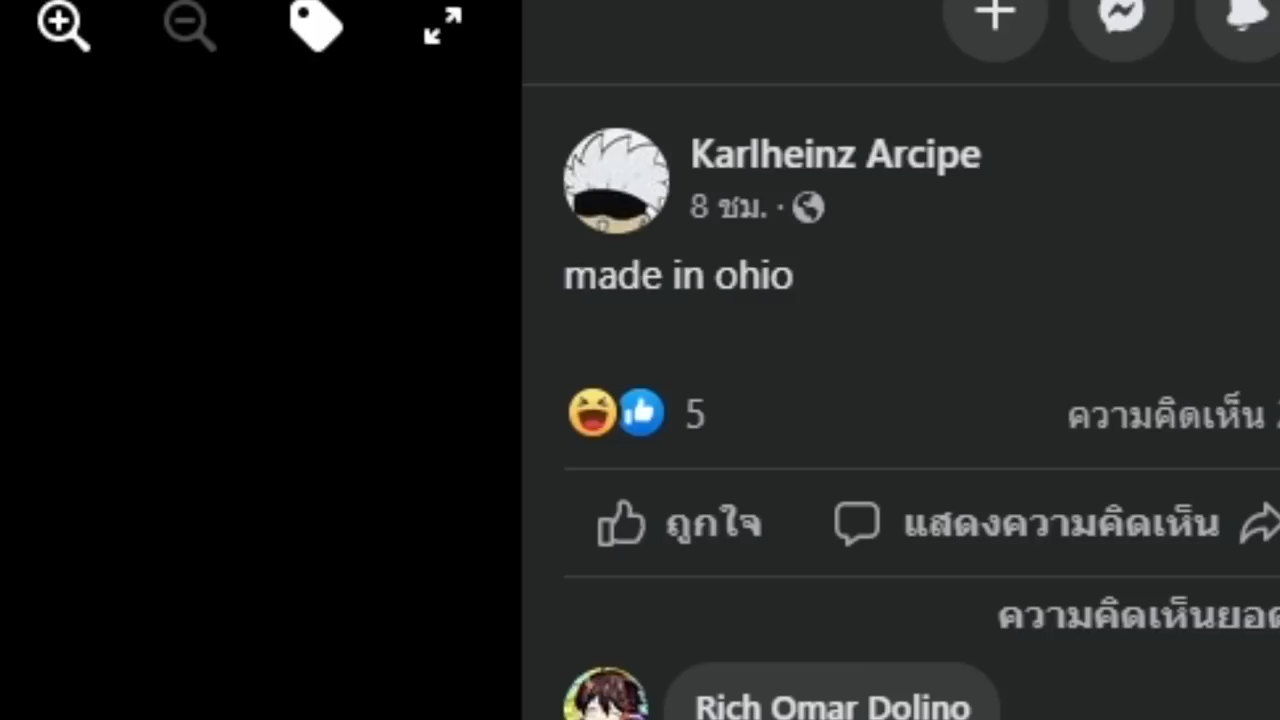 Karlheinz Arcipe
8 ชม. ·
made in ohio
5
ความคิดเห็น
ถูกใจ
แสดงความคิดเห็น
ความคิดเห็นยอด
Rich Omar Dolino